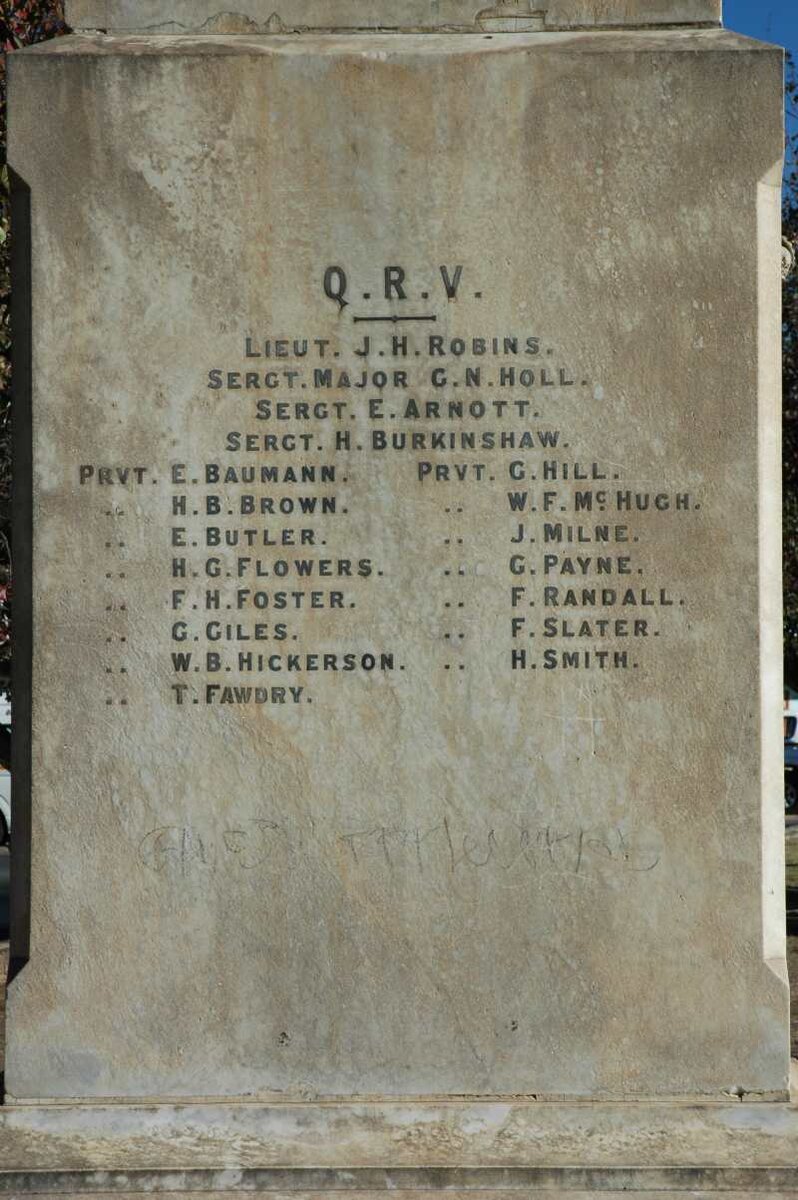 Q.R.V.
LIEUT. J.H.ROBINS.
SERGT.MAJOR G.N.HOLL.
SERGT. E.ARNOTT.
SERGT. H.BURKINSHAW.
PRVT. E.BAUMANN. PRVT. G.HILL.
.. H.B.BROWN. .. W.F.McHUGH.
.. E.BUTLER. .. J.MILNE.
.. H.G.FLOWERS. .. G.PAYNE.
.. F.H.FOSTER. .. F.RANDALL.
.. G.GILES. .. F.SLATER.
.. W.B.HICKERSON. .. H.SMITH.
.. T.FAWDRY.